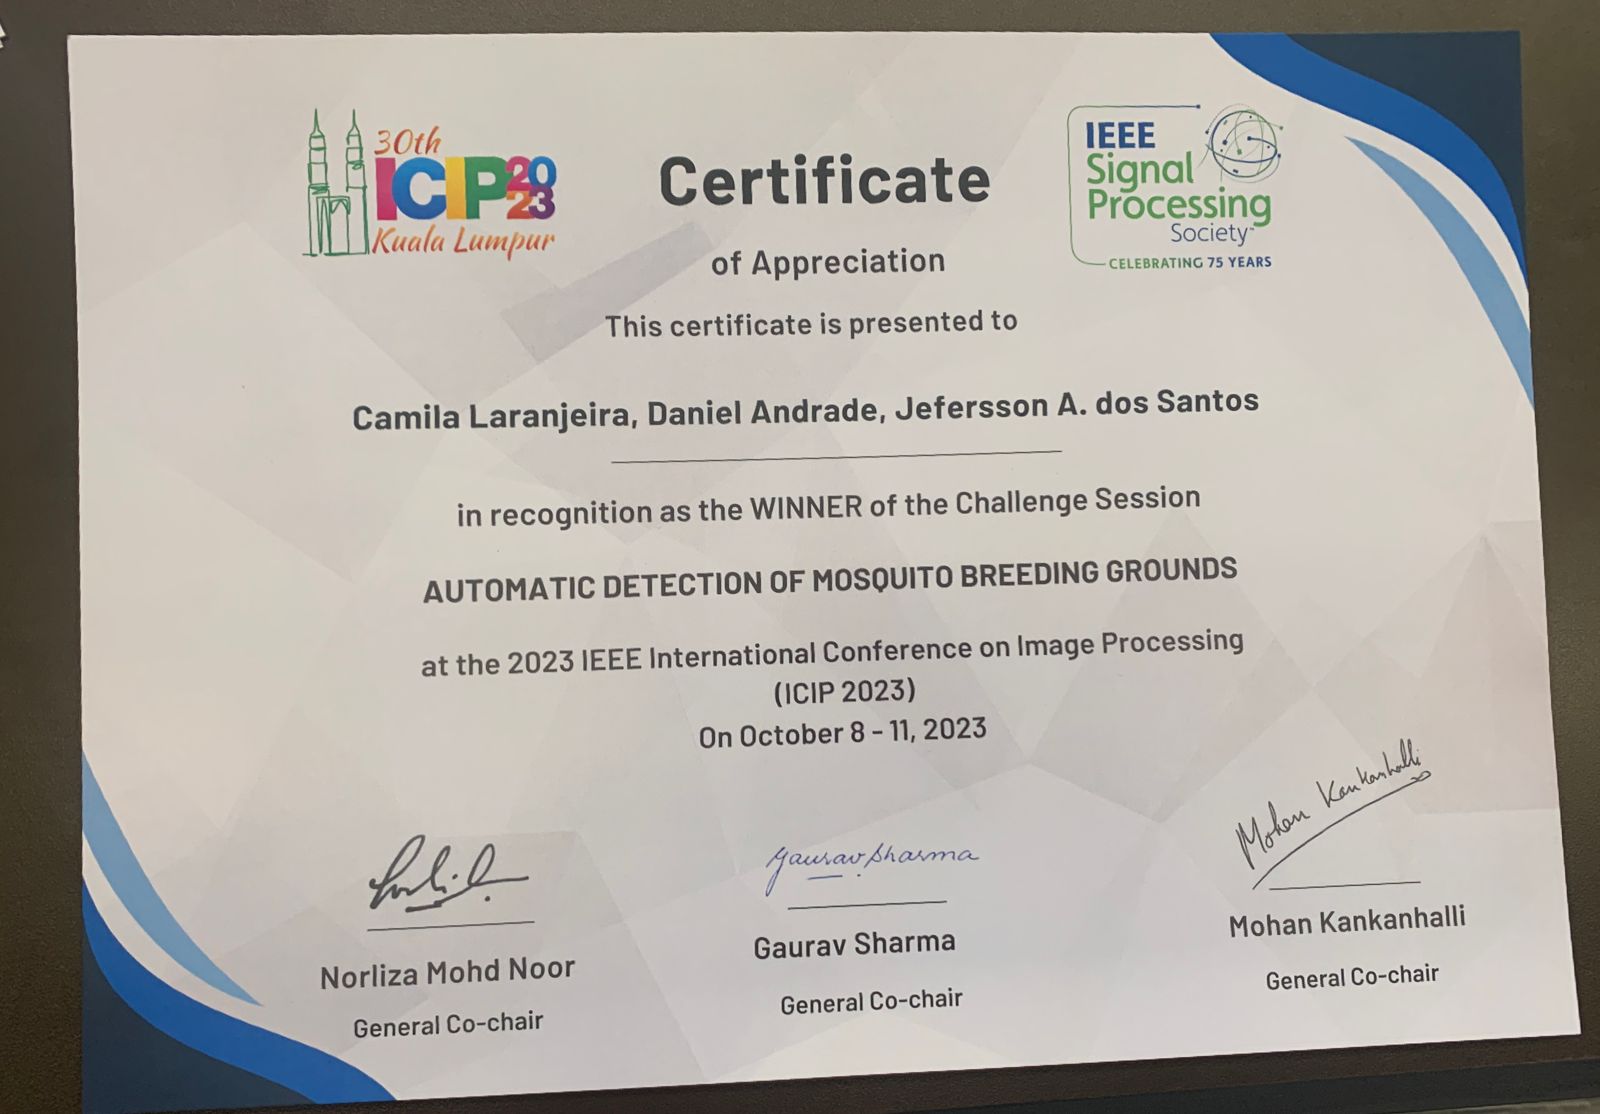 30th
ICIP2023
Kuala Lumpur
IEEE
Signal
Processing
Society™
CELEBRATING 75 YEARS
Certificate
of Appreciation
This certificate is presented to
Camila Laranjeira, Daniel Andrade, Jefersson A. dos Santos
in recognition as the WINNER of the Challenge Session
AUTOMATIC DETECTION OF MOSQUITO BREEDING GROUNDS
at the 2023 IEEE International Conference on Image Processing
(ICIP 2023)
On October 8 - 11, 2023
Gaurav Sharma
Mohan Kankanhalli
Norliza Mohd Noor
General Co-chair
Gaurav Sharma
General Co-chair
Mohan Kankanhalli
General Co-chair